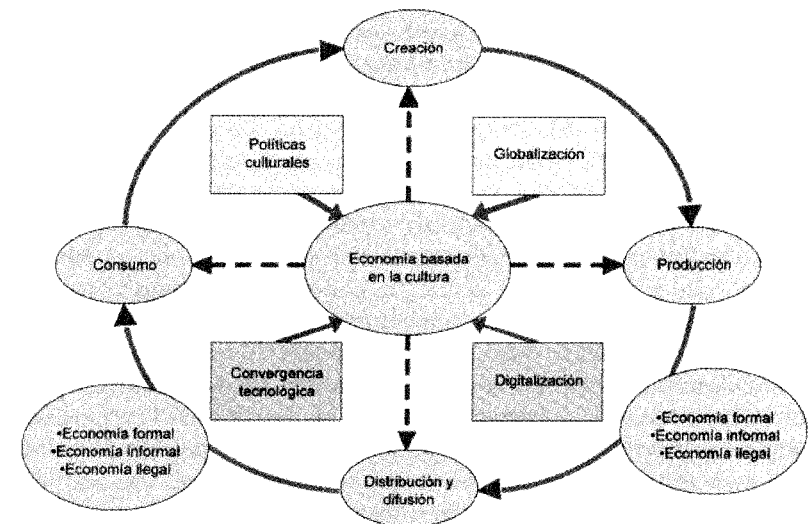 Creación
Políticas
culturales
Globalización
Consumo
Economía basada
en la cultura
Producción
Convergencia
tecnológica
Digitalización
•Economía formal
•Economía informal
•Economía ilegal
•Economía formal
•Economía informal
•Economía ilegal
Distribución y
difusión